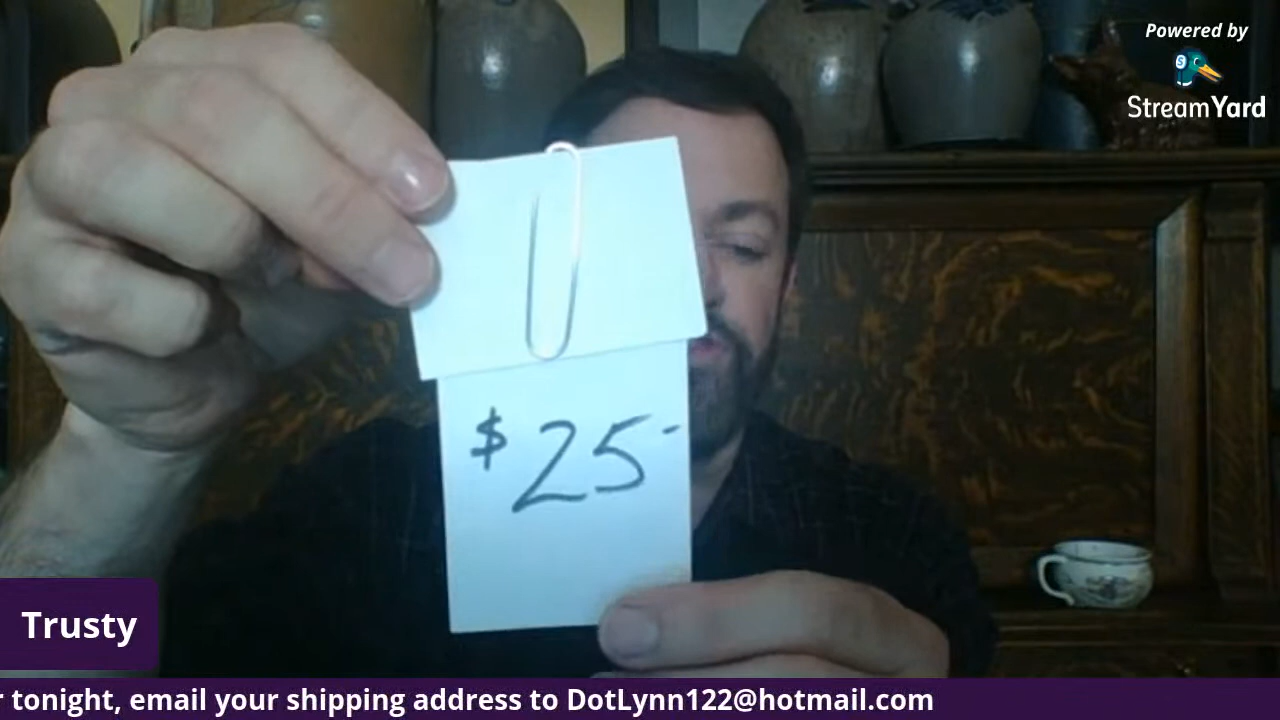 Powered by
StreamYard
$25-
Trusty
r tonight, email your shipping address to DotLynn122@hotmail.com